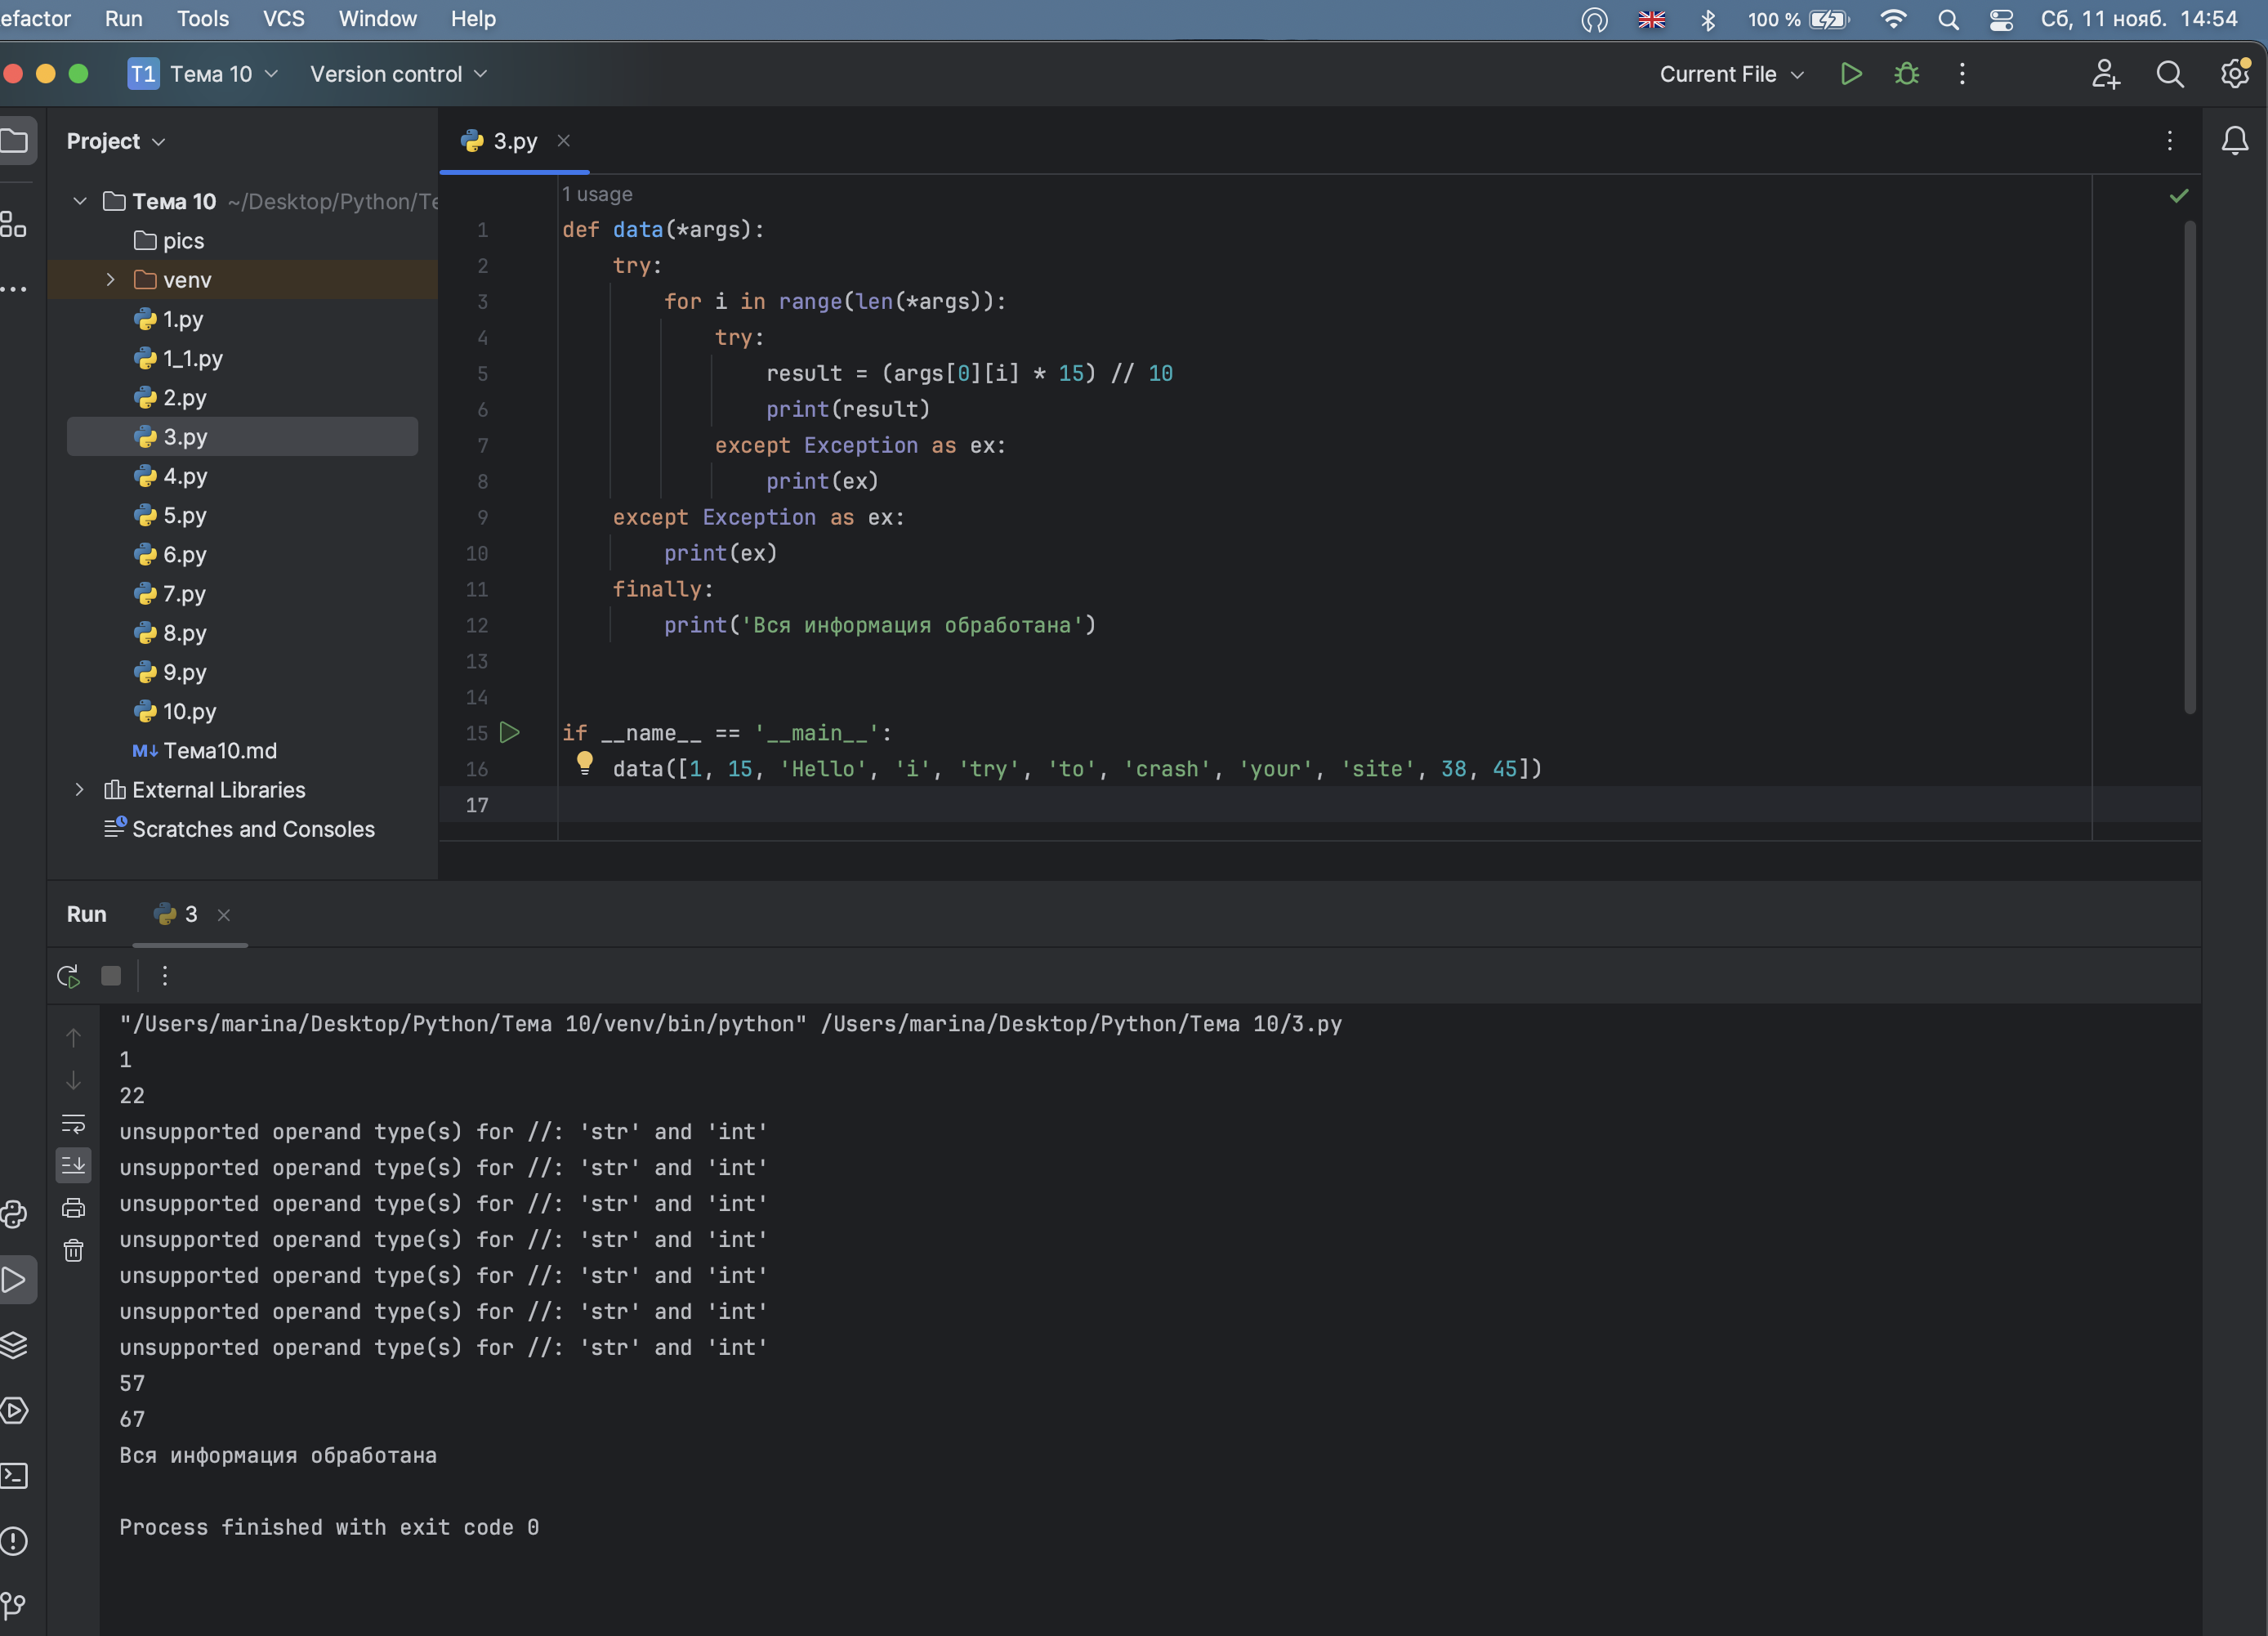 efactor Run Tools VCS Window Help 100 % Сб, 11 нояб. 14:54
T1 Тема 10 Version control Current File
Project
3.py
Тема 10 ~/Desktop/Python/Te
pics
venv
1.py
1_1.py
2.py
3.py
4.py
5.py
6.py
7.py
8.py
9.py
10.py
M↓ Тема10.md
External Libraries
Scratches and Consoles
1 usage
1 def data(*args):
2     try:
3         for i in range(len(*args)):
4             try:
5                 result = (args[0][i] * 15) // 10
6                 print(result)
7             except Exception as ex:
8                 print(ex)
9     except Exception as ex:
10         print(ex)
11     finally:
12         print('Вся информация обработана')
13
14
15 if __name__ == '__main__':
16     data([1, 15, 'Hello', 'i', 'try', 'to', 'crash', 'your', 'site', 38, 45])
17
Run 3
"/Users/marina/Desktop/Python/Тема 10/venv/bin/python" /Users/marina/Desktop/Python/Тема 10/3.py
1
22
unsupported operand type(s) for //: 'str' and 'int'
unsupported operand type(s) for //: 'str' and 'int'
unsupported operand type(s) for //: 'str' and 'int'
unsupported operand type(s) for //: 'str' and 'int'
unsupported operand type(s) for //: 'str' and 'int'
unsupported operand type(s) for //: 'str' and 'int'
unsupported operand type(s) for //: 'str' and 'int'
57
67
Вся информация обработана
Process finished with exit code 0